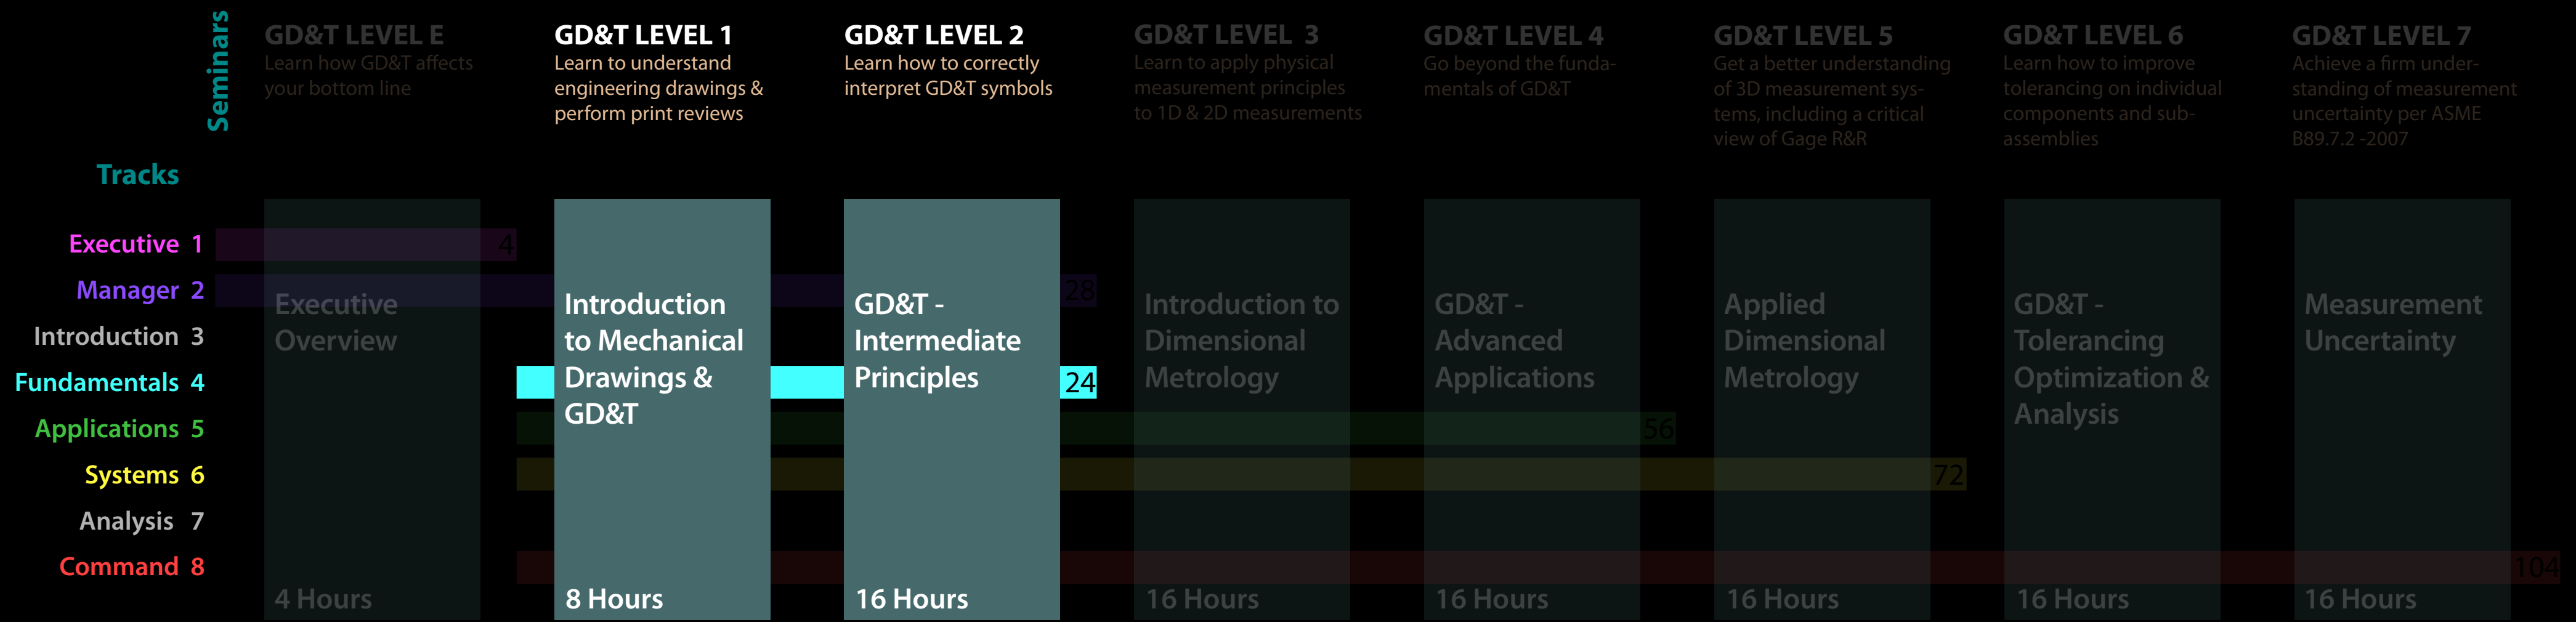 Seminars
GD&T LEVEL E
Learn how GD&T affects
your bottom line
GD&T LEVEL 1
Learn to understand
engineering drawings &
perform print reviews
GD&T LEVEL 2
Learn how to correctly
interpret GD&T symbols
GD&T LEVEL 3
Learn to apply physical
measurement principles
to 1D & 2D measurements
GD&T LEVEL 4
Go beyond the funda-
mentals of GD&T
GD&T LEVEL 5
Get a better understanding
of 3D measurement sys-
tems, including a critical
view of Gage R&R
GD&T LEVEL 6
Learn how to improve
tolerancing on individual
components and sub-
assemblies
GD&T LEVEL 7
Achieve a firm under-
standing of measurement
uncertainty per ASME
B89.7.2 -2007
Tracks
Executive 1
Manager 2
Introduction 3
Fundamentals 4
Applications 5
Systems 6
Analysis 7
Command 8
4
28
24
56
72
104
Executive
Overview
4 Hours
Introduction
to Mechanical
Drawings &
GD&T
8 Hours
GD&T -
Intermediate
Principles
16 Hours
Introduction to
Dimensional
Metrology
16 Hours
GD&T -
Advanced
Applications
16 Hours
Applied
Dimensional
Metrology
16 Hours
GD&T -
Tolerancing
Optimization &
Analysis
16 Hours
Measurement
Uncertainty
16 Hours